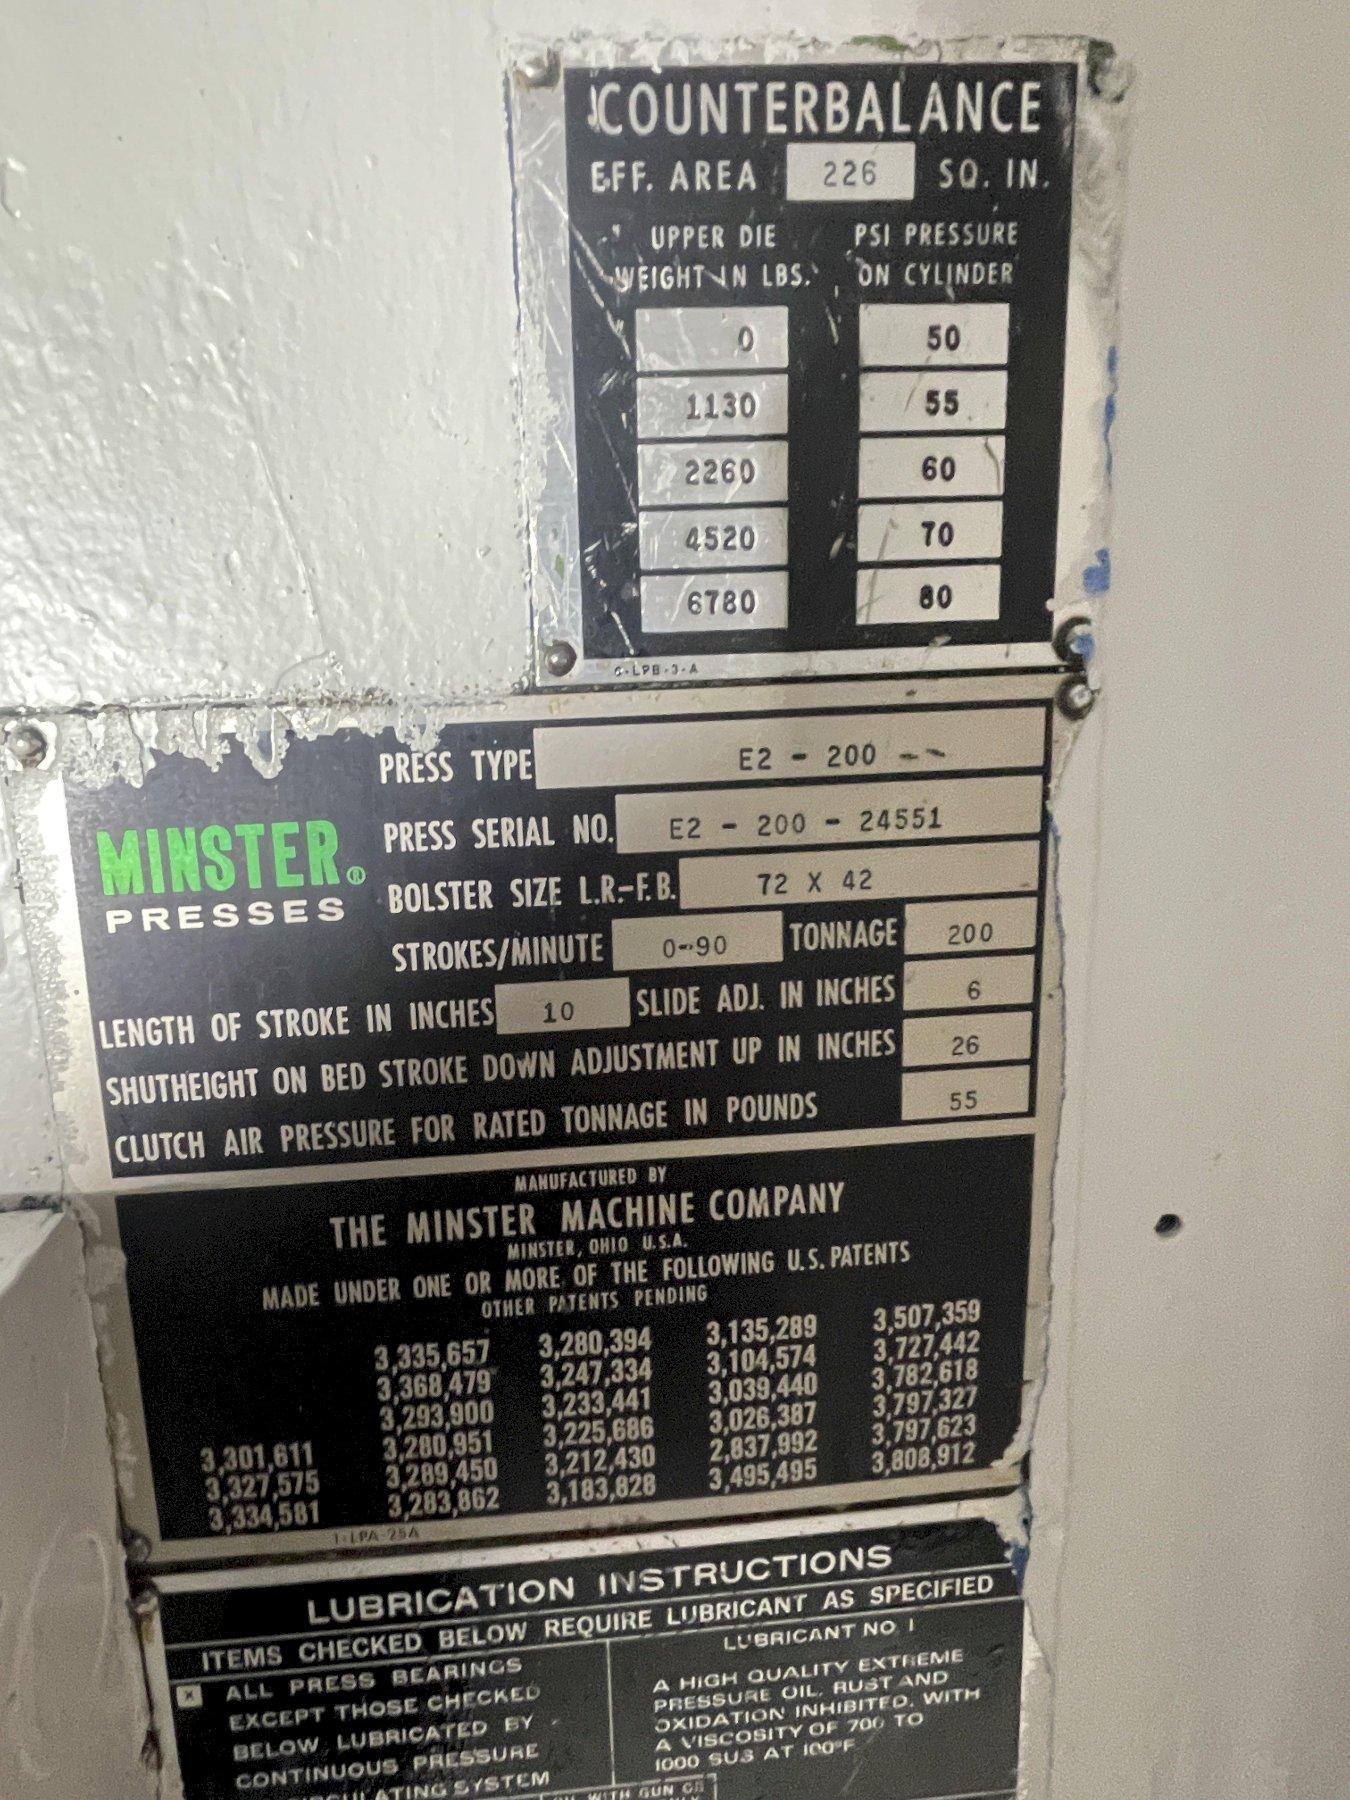 COUNTERBALANCE
EFF. AREA 226 SQ. IN.
UPPER DIE PSI PRESSURE
WEIGHT IN LBS. ON CYLINDER
0 50
1130 55
2260 60
4520 70
6780 80
G-LPB-3-A
PRESS TYPE E2 - 200 --
MINSTER®
PRESSES
PRESS SERIAL NO. E2 - 200 - 24551
BOLSTER SIZE L.R.-F.B. 72 X 42
STROKES/MINUTE 0-90 TONNAGE 200
LENGTH OF STROKE IN INCHES 10 SLIDE ADJ. IN INCHES 6
SHUTHEIGHT ON BED STROKE DOWN ADJUSTMENT UP IN INCHES 26
CLUTCH AIR PRESSURE FOR RATED TONNAGE IN POUNDS 55
MANUFACTURED BY
THE MINSTER MACHINE COMPANY
MINSTER, OHIO U.S.A.
MADE UNDER ONE OR MORE OF THE FOLLOWING U.S. PATENTS
OTHER PATENTS PENDING
3,335,657 3,280,394 3,135,289 3,507,359
3,368,479 3,247,334 3,104,574 3,727,442
3,293,900 3,233,441 3,039,440 3,782,618
3,301,611 3,280,951 3,225,686 3,026,387 3,797,327
3,327,575 3,289,450 3,212,430 2,837,992 3,797,623
3,334,581 3,283,862 3,183,828 3,495,495 3,808,912
1-LPA-25A
LUBRICATION INSTRUCTIONS
ITEMS CHECKED BELOW REQUIRE LUBRICANT AS SPECIFIED
x ALL PRESS BEARINGS
EXCEPT THOSE CHECKED
BELOW LUBRICATED BY
CONTINUOUS PRESSURE
CIRCULATING SYSTEM
LUBRICANT NO. 1
A HIGH QUALITY EXTREME
PRESSURE OIL, RUST AND
OXIDATION INHIBITED, WITH
A VISCOSITY OF 700 TO
1000 SUS AT 100°F
WITH GUN OR